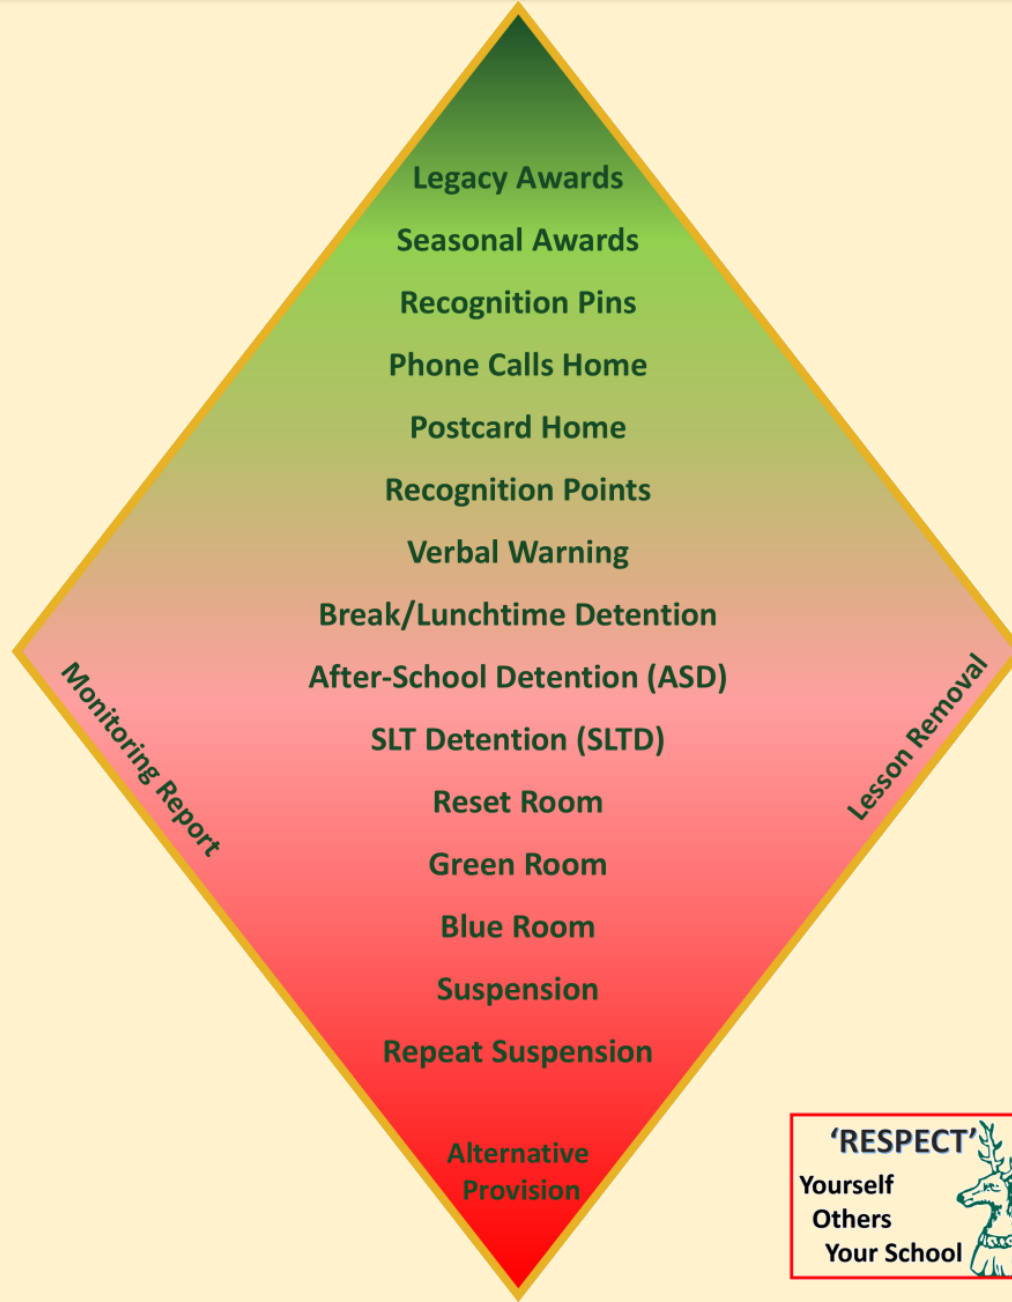 Legacy Awards
Seasonal Awards
Recognition Pins
Phone Calls Home
Postcard Home
Recognition Points
Verbal Warning
Break/Lunchtime Detention
After-School Detention (ASD)
SLT Detention (SLTD)
Reset Room
Green Room
Blue Room
Suspension
Repeat Suspension
Alternative
Provision
Monitoring Report
Lesson Removal
‘RESPECT’
Yourself
Others
Your School